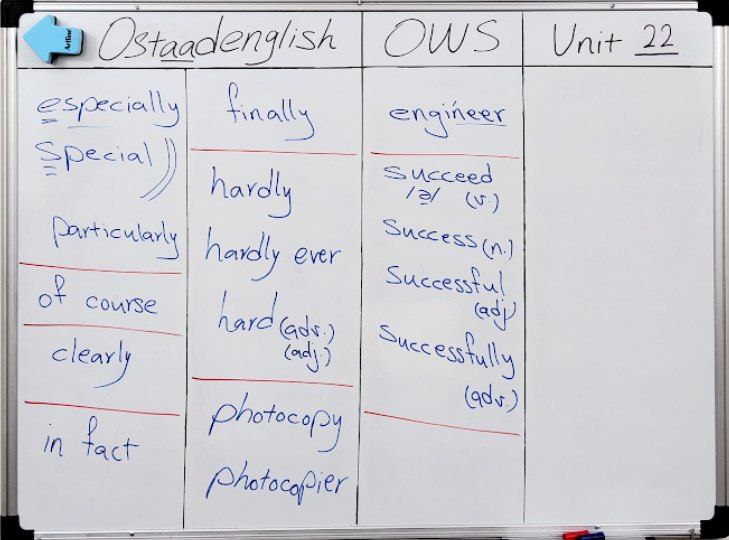 Artline
Ostaadenglish
OWS
Unit 22
especially
Special
particularly
of course
clearly
in fact
finally
hardly
hardly ever
hard (adv.)
(adj.)
photocopy
photocopier
engineer
Succeed
/ə/ (v.)
Success (n.)
Successful
(adj)
Successfully
(adv.)